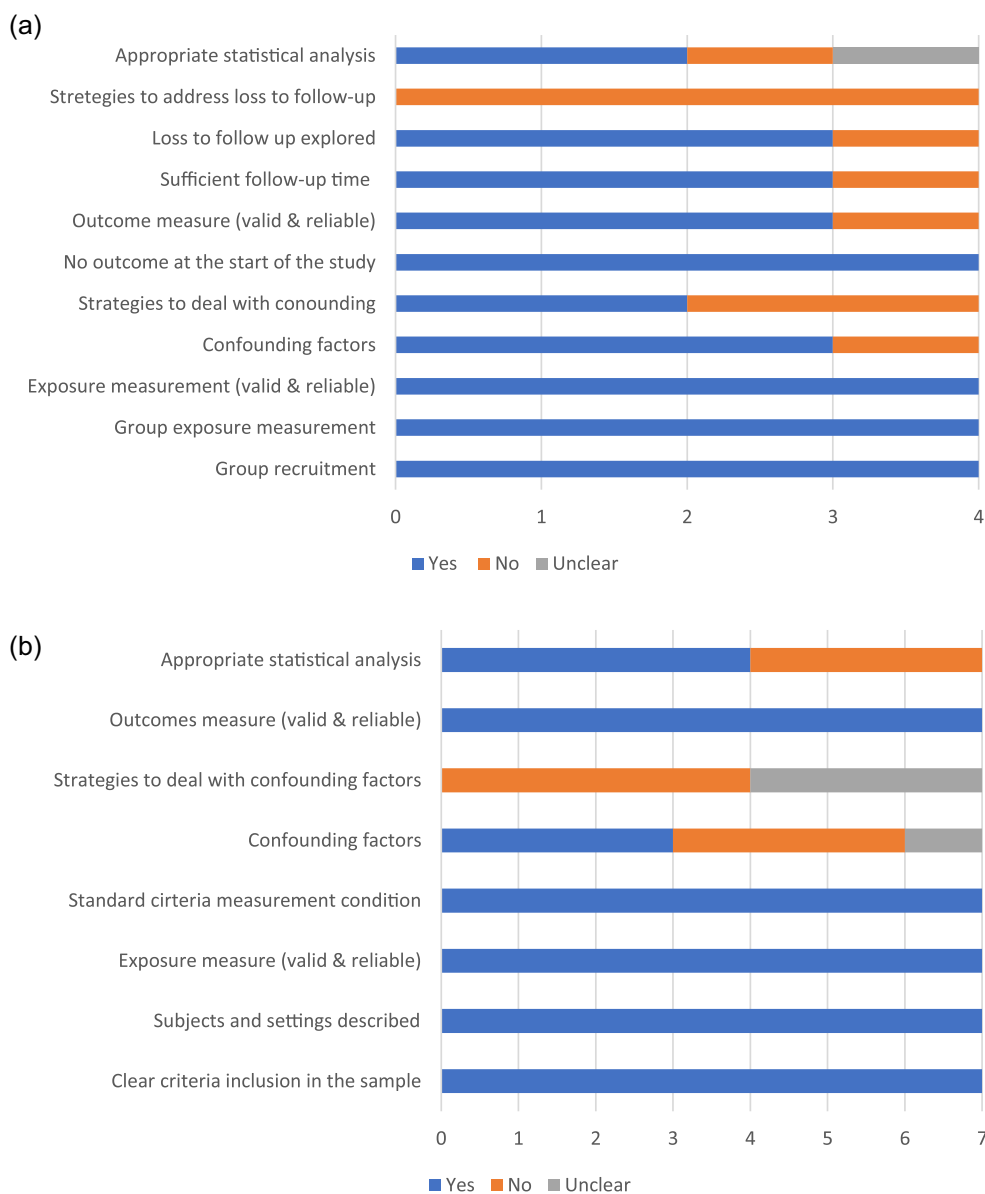 (a)
Appropriate statistical analysis
Stretegies to address loss to follow-up
Loss to follow up explored
Sufficient follow-up time
Outcome measure (valid & reliable)
No outcome at the start of the study
Strategies to deal with conounding
Confounding factors
Exposure measurement (valid & reliable)
Group exposure measurement
Group recruitment
0 1 2 3 4
Yes No Unclear
(b)
Appropriate statistical analysis
Outcomes measure (valid & reliable)
Strategies to deal with confounding factors
Confounding factors
Standard cirteria measurement condition
Exposure measure (valid & reliable)
Subjects and settings described
Clear criteria inclusion in the sample
0 1 2 3 4 5 6 7
Yes No Unclear